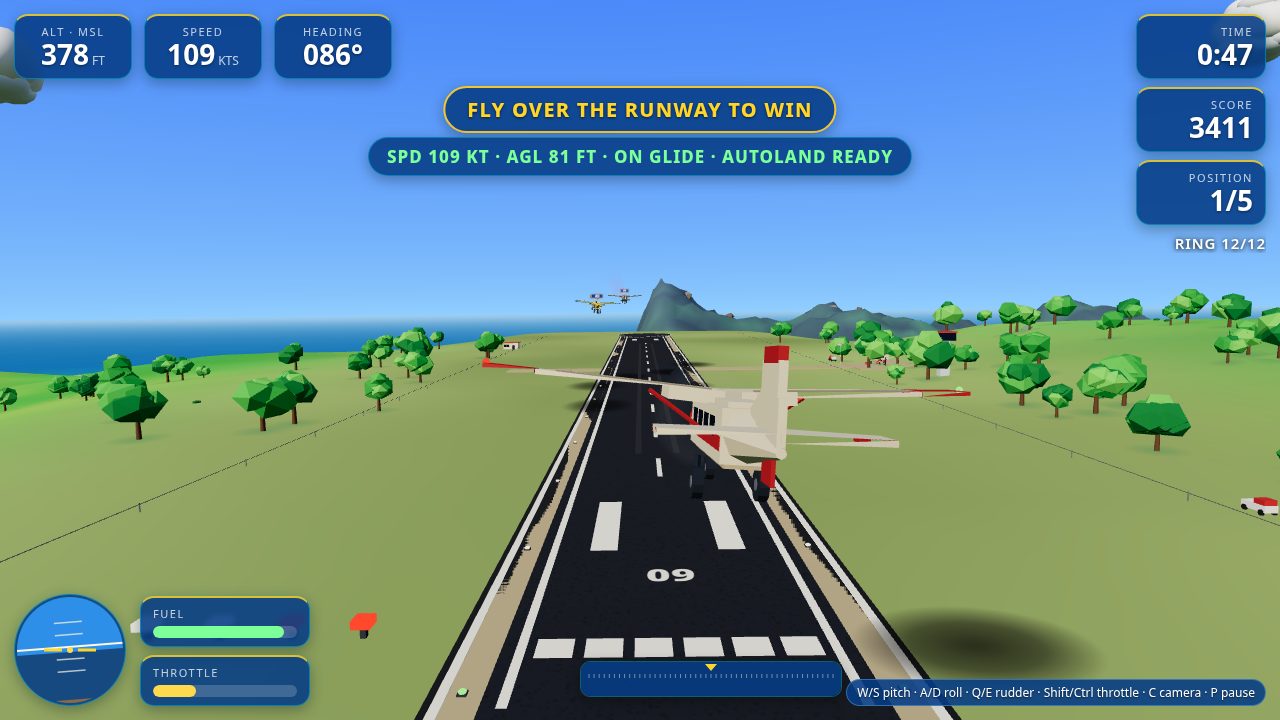 ALT · MSL
378 FT
SPEED
109 KTS
HEADING
086°
TIME
0:47
SCORE
3411
POSITION
1/5
RING 12/12
FLY OVER THE RUNWAY TO WIN
SPD 109 KT · AGL 81 FT · ON GLIDE · AUTOLAND READY
09
FUEL
THROTTLE
W/S pitch · A/D roll · Q/E rudder · Shift/Ctrl throttle · C camera · P pause